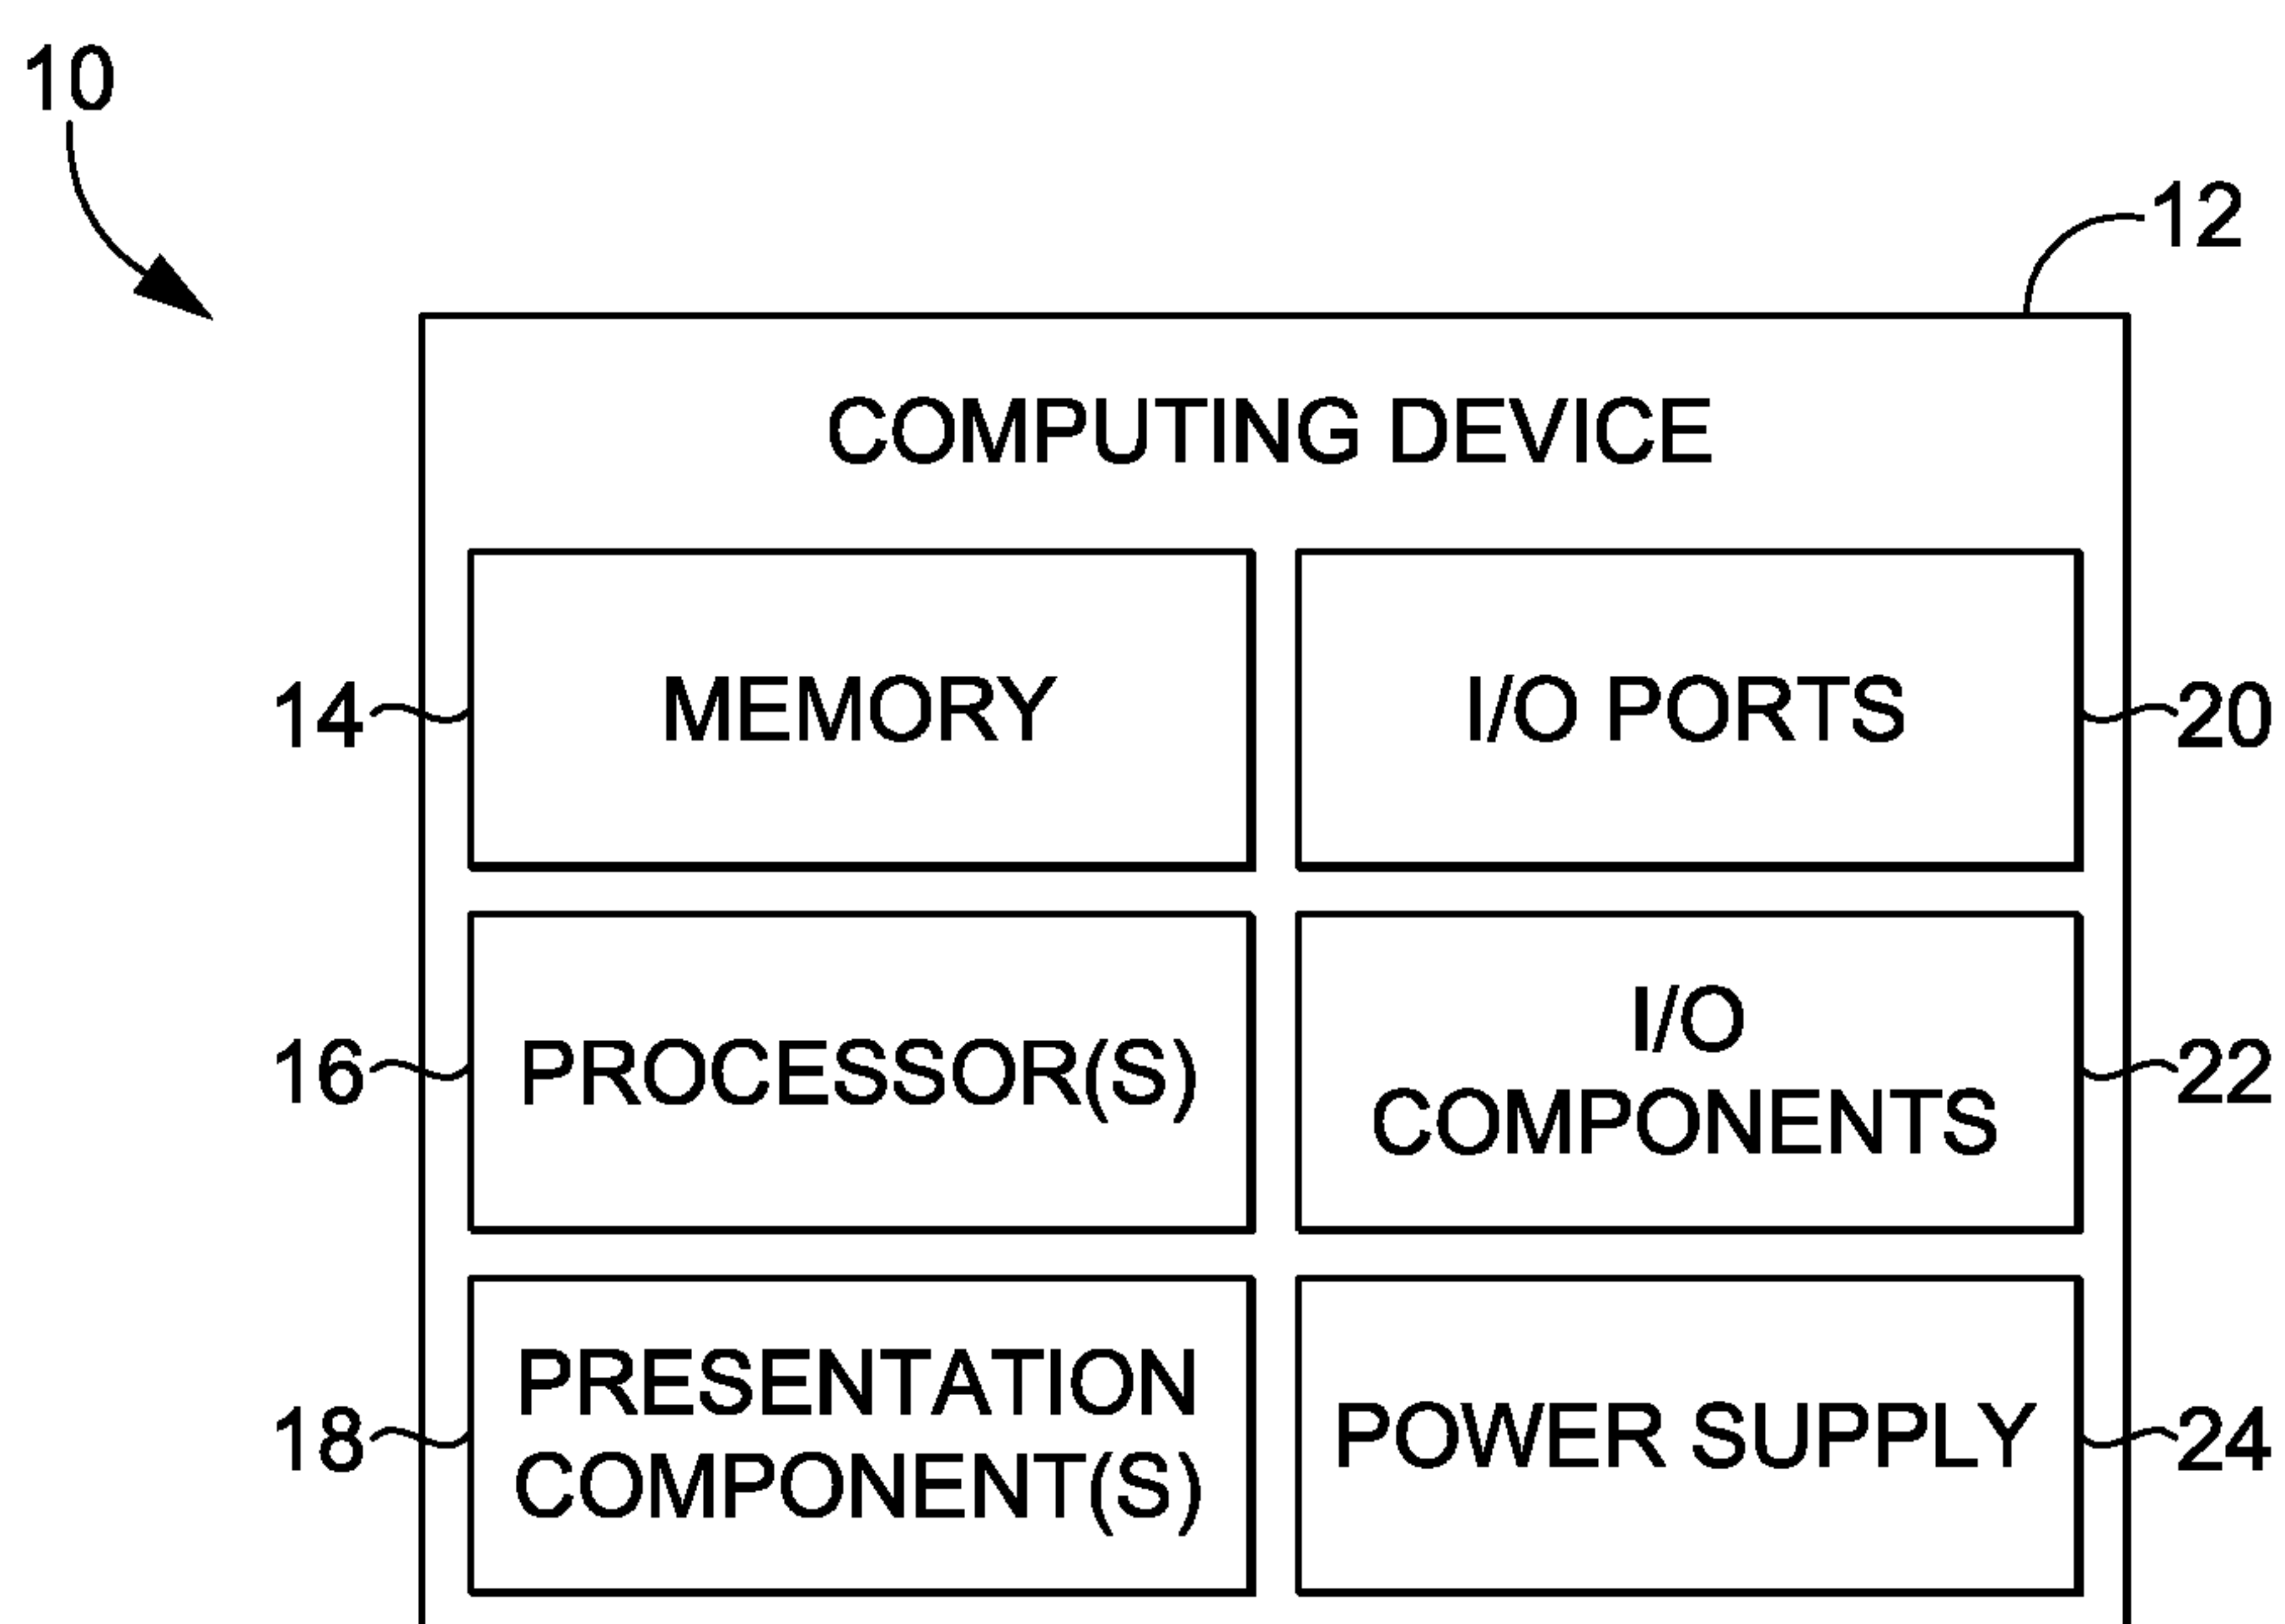 10
12
COMPUTING DEVICE
14
MEMORY
I/O PORTS
20
16
PROCESSOR(S)
I/O
COMPONENTS
22
18
PRESENTATION
COMPONENT(S)
POWER SUPPLY
24